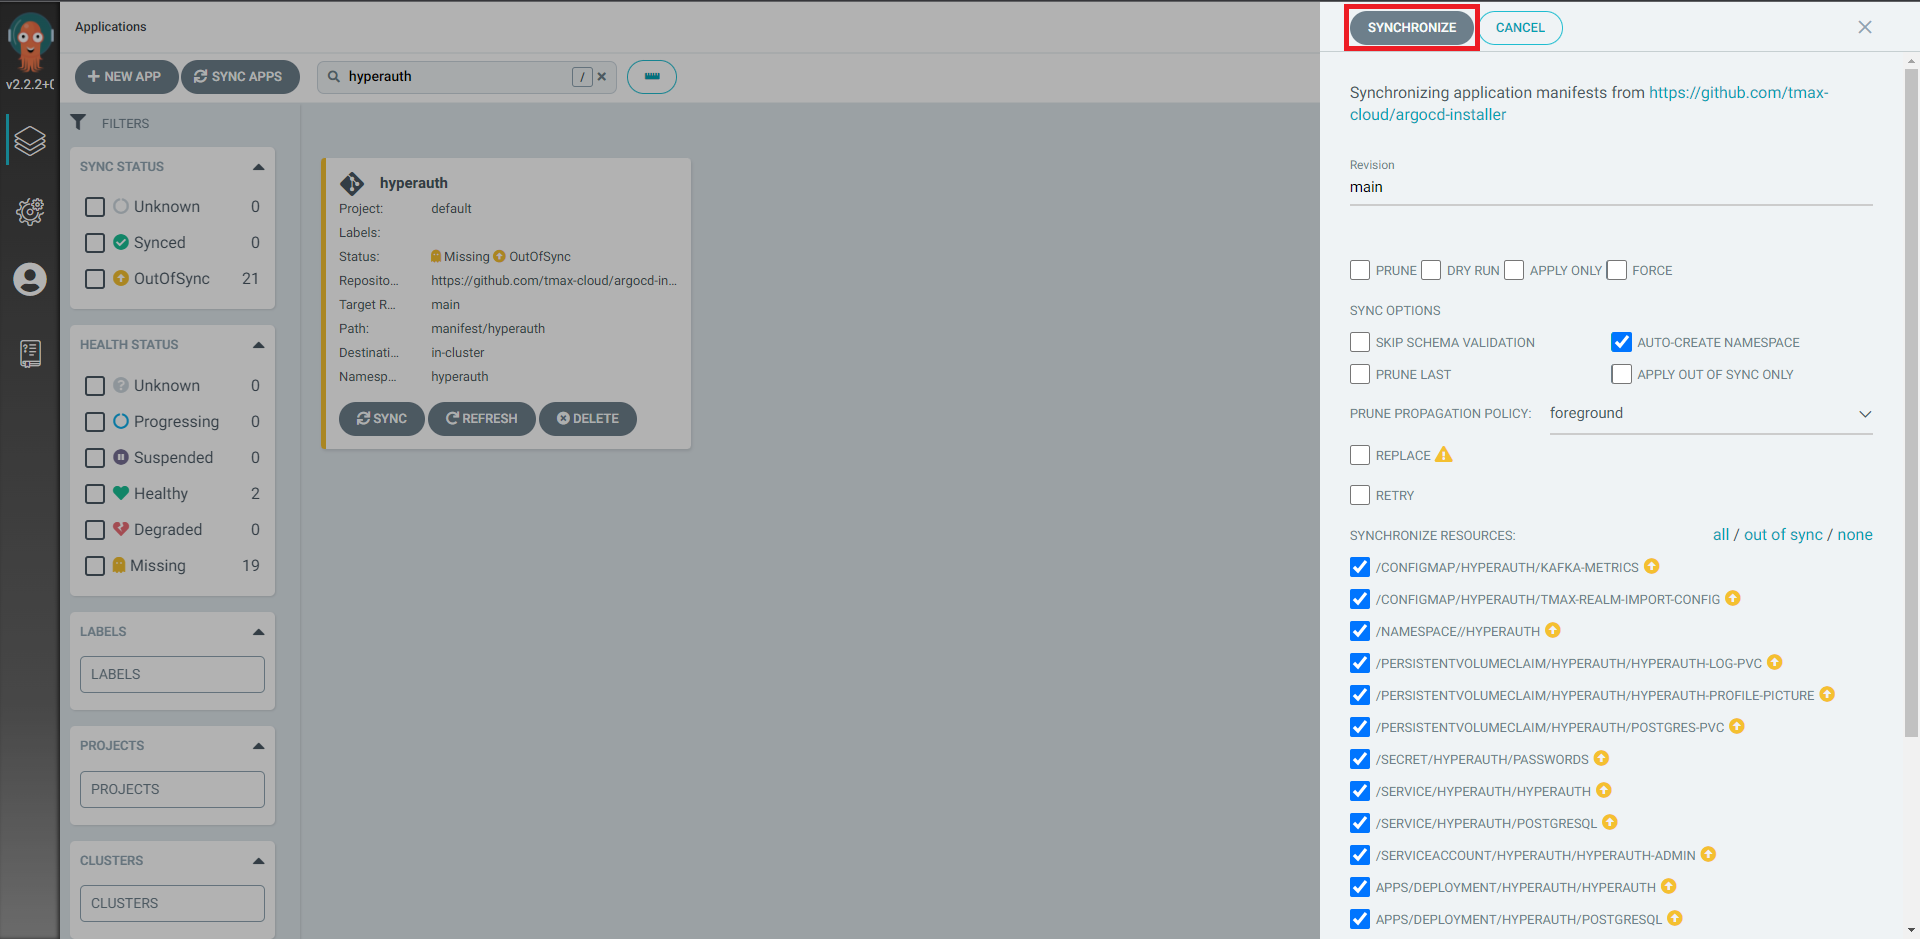 v2.2.2+0
Applications
NEW APP
SYNC APPS
hyperauth
/
FILTERS
SYNC STATUS
Unknown 0
Synced 0
OutOfSync 21
HEALTH STATUS
Unknown 0
Progressing 0
Suspended 0
Healthy 2
Degraded 0
Missing 19
LABELS
LABELS
PROJECTS
PROJECTS
CLUSTERS
CLUSTERS
hyperauth
Project: default
Labels:
Status: Missing OutOfSync
Reposito... https://github.com/tmax-cloud/argocd-in...
Target R... main
Path: manifest/hyperauth
Destinati... in-cluster
Namesp... hyperauth
SYNC REFRESH DELETE
SYNCHRONIZE CANCEL
Synchronizing application manifests from https://github.com/tmax-
cloud/argocd-installer
Revision
main
PRUNE DRY RUN APPLY ONLY FORCE
SYNC OPTIONS
SKIP SCHEMA VALIDATION AUTO-CREATE NAMESPACE
PRUNE LAST APPLY OUT OF SYNC ONLY
PRUNE PROPAGATION POLICY: foreground
REPLACE
RETRY
SYNCHRONIZE RESOURCES: all / out of sync / none
/CONFIGMAP/HYPERAUTH/KAFKA-METRICS
/CONFIGMAP/HYPERAUTH/TMAX-REALM-IMPORT-CONFIG
/NAMESPACE//HYPERAUTH
/PERSISTENTVOLUMECLAIM/HYPERAUTH/HYPERAUTH-LOG-PVC
/PERSISTENTVOLUMECLAIM/HYPERAUTH/HYPERAUTH-PROFILE-PICTURE
/PERSISTENTVOLUMECLAIM/HYPERAUTH/POSTGRES-PVC
/SECRET/HYPERAUTH/PASSWORDS
/SERVICE/HYPERAUTH/HYPERAUTH
/SERVICE/HYPERAUTH/POSTGRESQL
/SERVICEACCOUNT/HYPERAUTH/HYPERAUTH-ADMIN
APPS/DEPLOYMENT/HYPERAUTH/HYPERAUTH
APPS/DEPLOYMENT/HYPERAUTH/POSTGRESQL